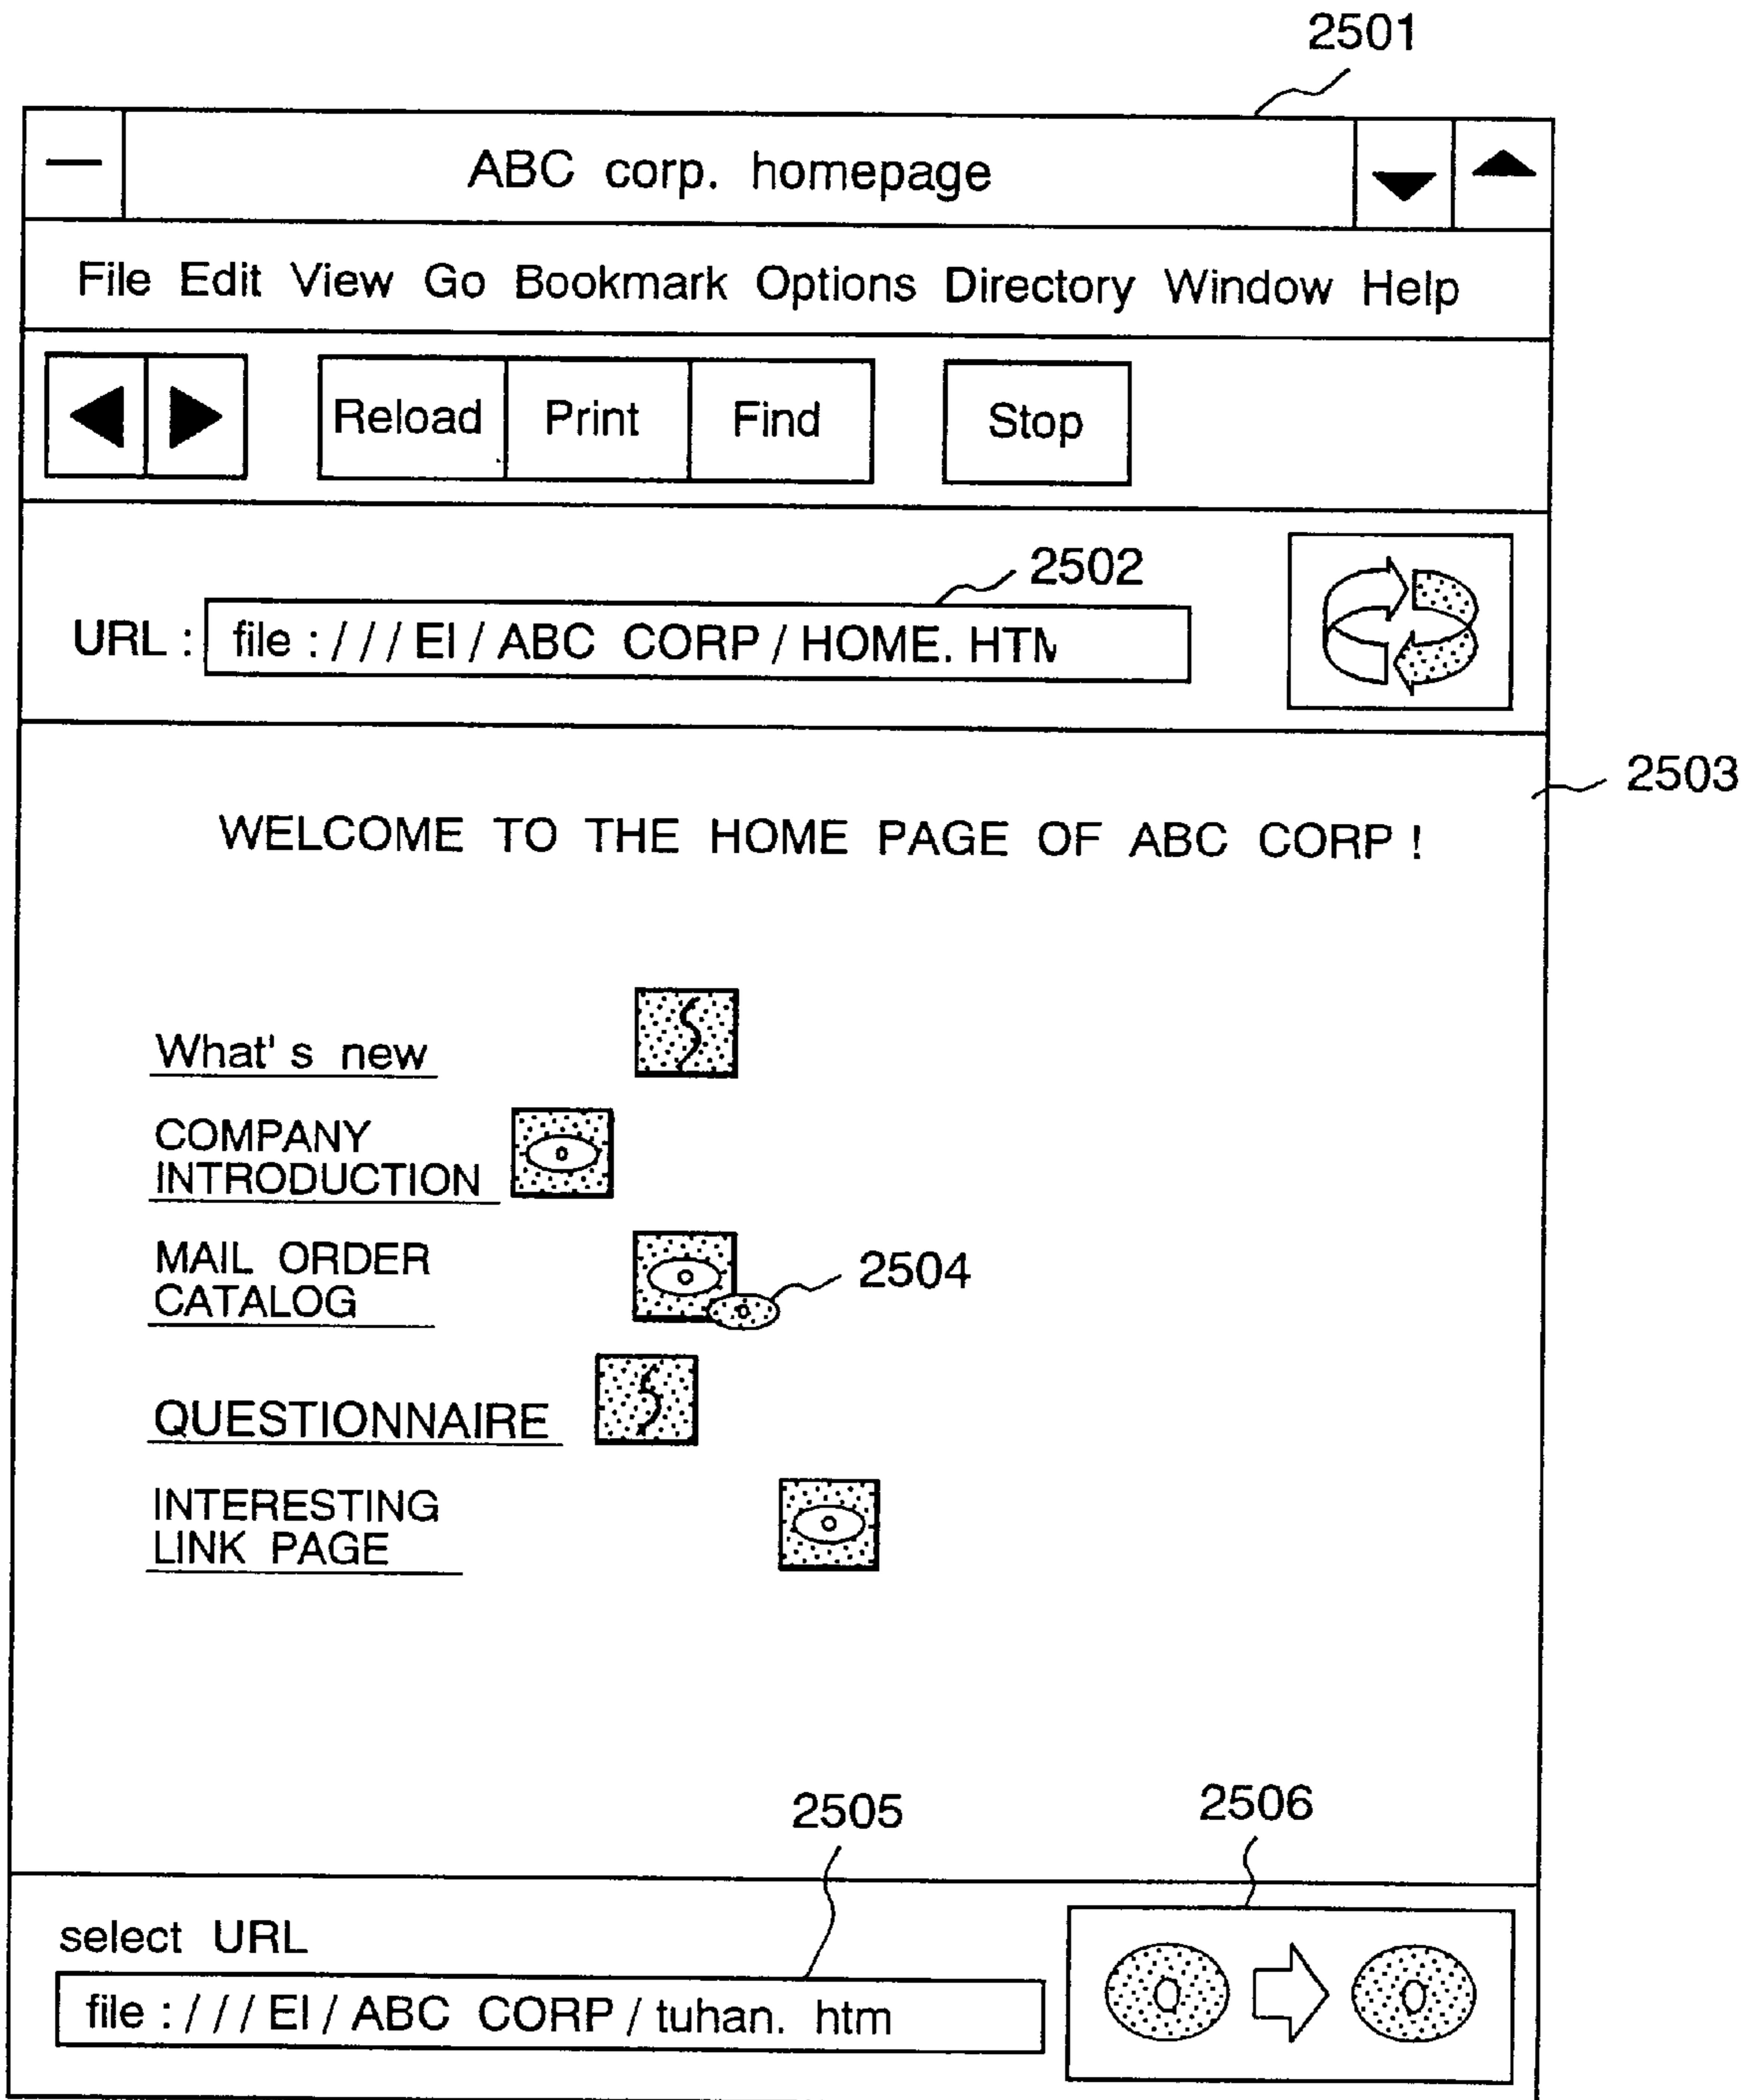 2501
ABC corp. homepage
File Edit View Go Bookmark Options Directory Window Help
Reload Print Find Stop
2502
URL : file : / / / EI / ABC CORP / HOME. HTM
2503
WELCOME TO THE HOME PAGE OF ABC CORP !
What' s new
COMPANY
INTRODUCTION
MAIL ORDER
CATALOG
2504
QUESTIONNAIRE
INTERESTING
LINK PAGE
2505
2506
select URL
file : / / / EI / ABC CORP / tuhan. htm